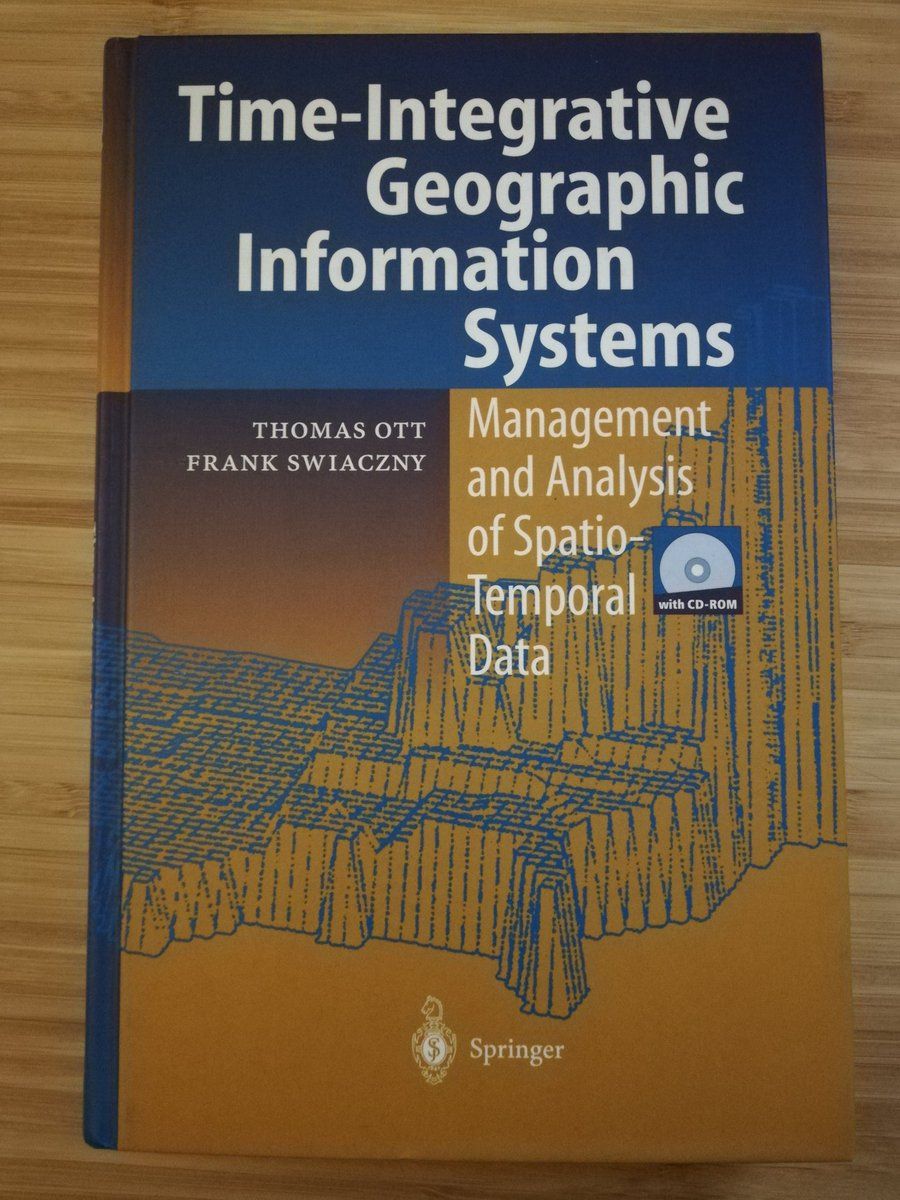 Time-Integrative
Geographic
Information
Systems
THOMAS OTT
FRANK SWIACZNY
Management
and Analysis
of Spatio-
Temporal
Data
with CD-ROM
Springer